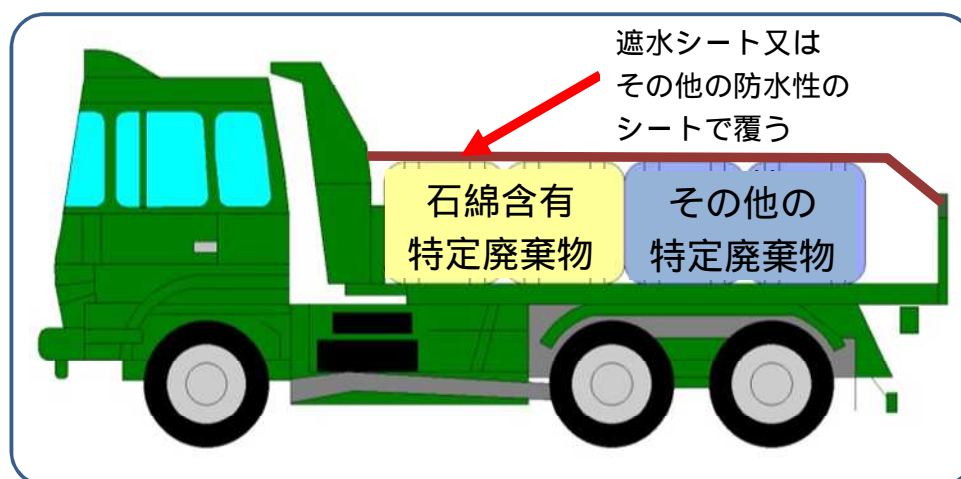 遮水シート又は
その他の防水性の
シートで覆う
石綿含有
特定廃棄物
その他の
特定廃棄物